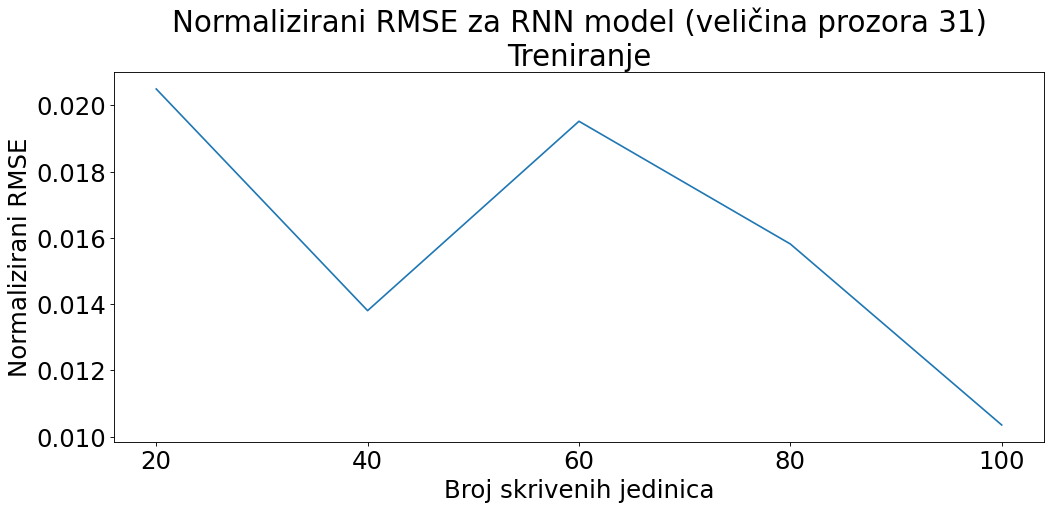 Normalizirani RMSE za RNN model (veličina prozora 31)
Treniranje
Normalizirani RMSE
0.020
0.018
0.016
0.014
0.012
0.010
20 40 60 80 100
Broj skrivenih jedinica